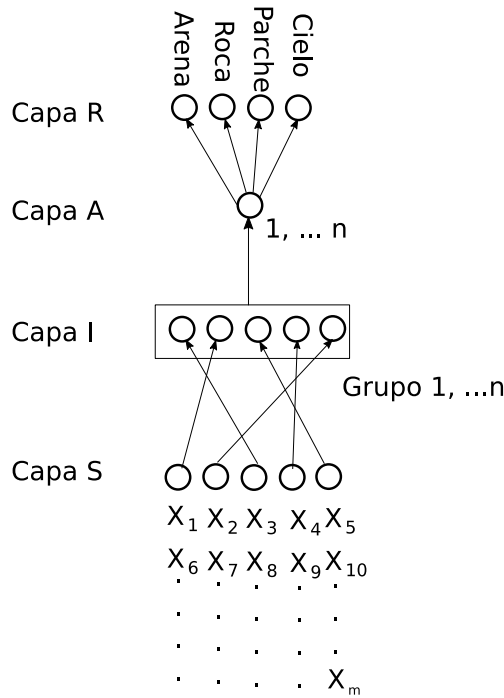 Arena Roca Parche Cielo
Capa R
Capa A
1, ... n
Capa I
Grupo 1, ...n
Capa S
X1 X2 X3 X4 X5
X6 X7 X8 X9 X10
. . . . .
. . . . .
. . . . .
. . . . Xm